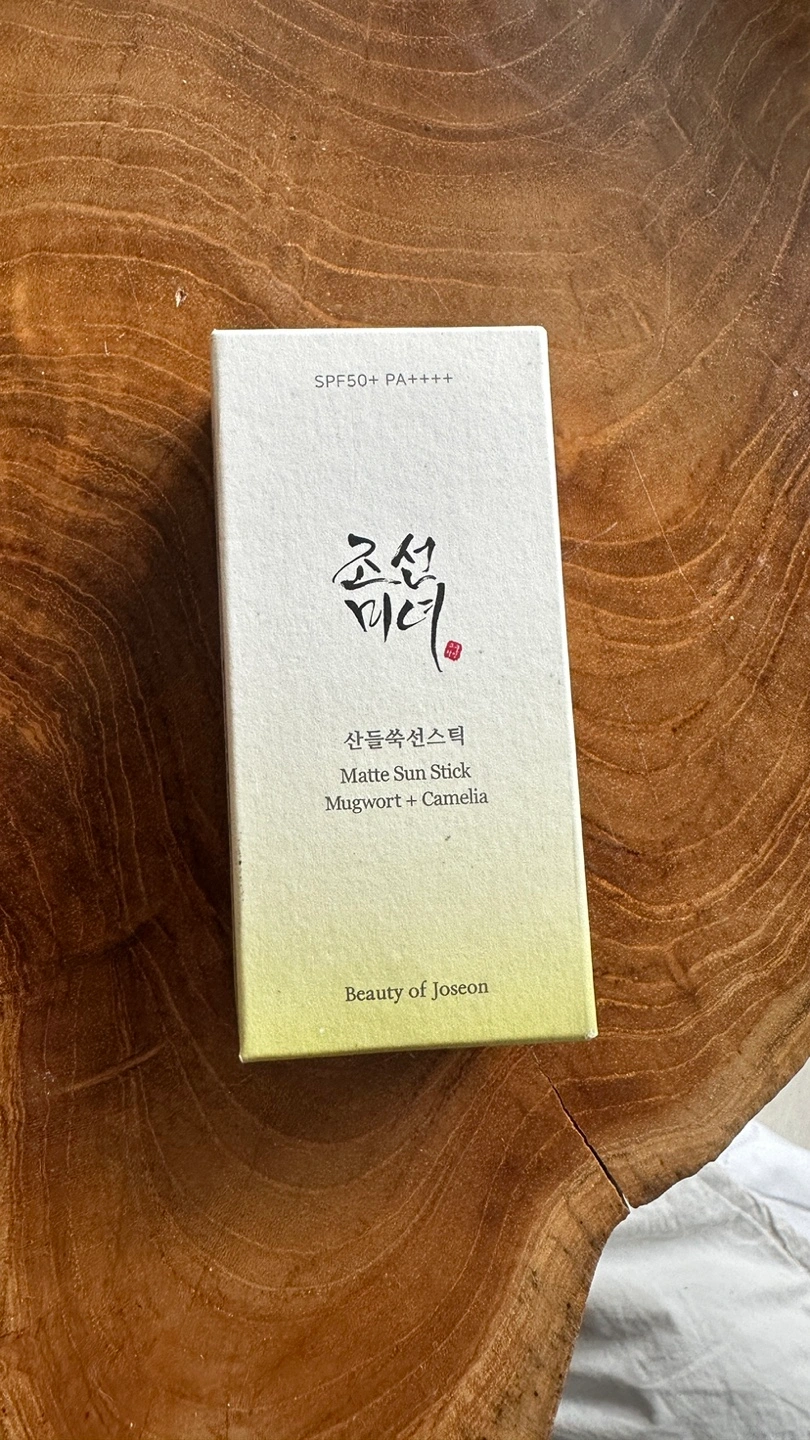 SPF50+ PA++++
조선
미녀
산들쑥선스틱
Matte Sun Stick
Mugwort + Camelia
Beauty of Joseon